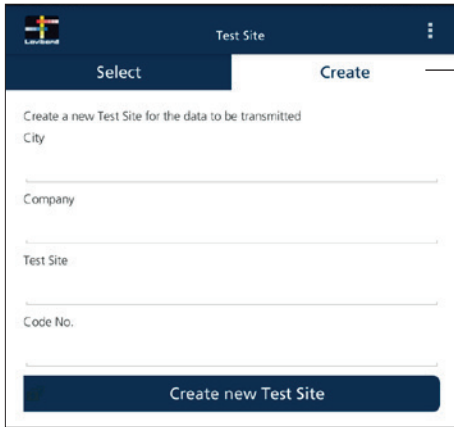 Lovibond
Test Site
Select
Create
Create a new Test Site for the data to be transmitted
City
Company
Test Site
Code No.
Create new Test Site